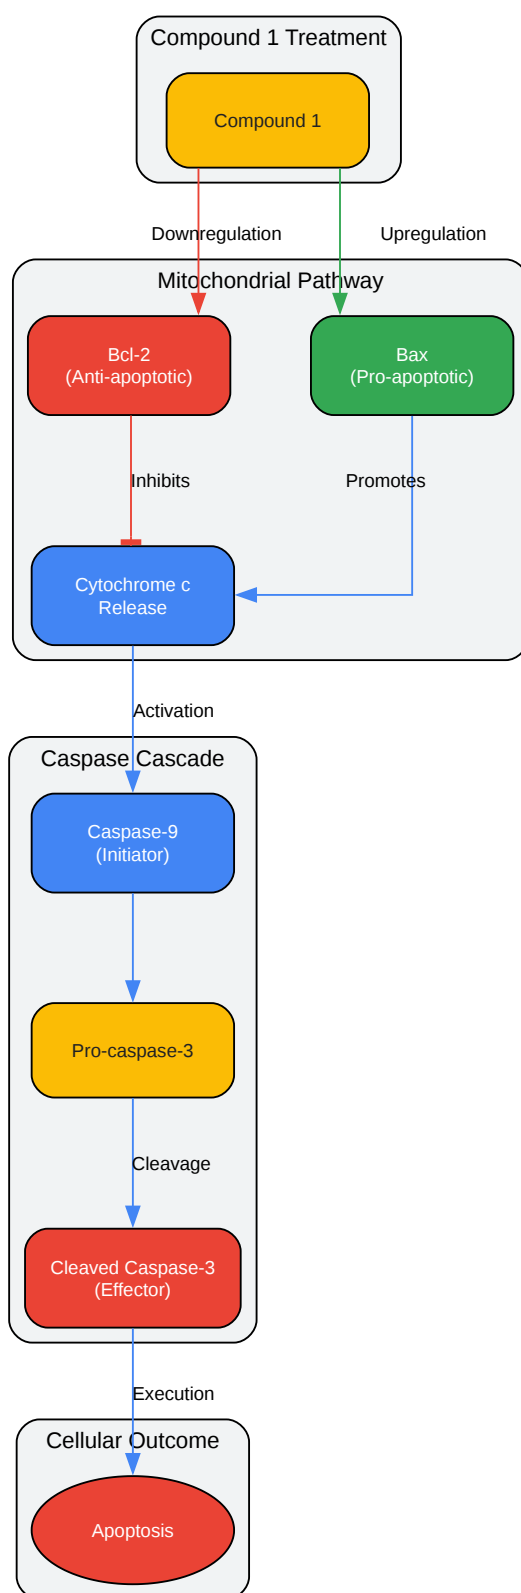 Compound 1 Treatment
Compound 1
Downregulation
Upregulation
Mitochondrial Pathway
Bcl-2
(Anti-apoptotic)
Bax
(Pro-apoptotic)
Inhibits
Promotes
Cytochrome c
Release
Activation
Caspase Cascade
Caspase-9
(Initiator)
Pro-caspase-3
Cleavage
Cleaved Caspase-3
(Effector)
Execution
Cellular Outcome
Apoptosis